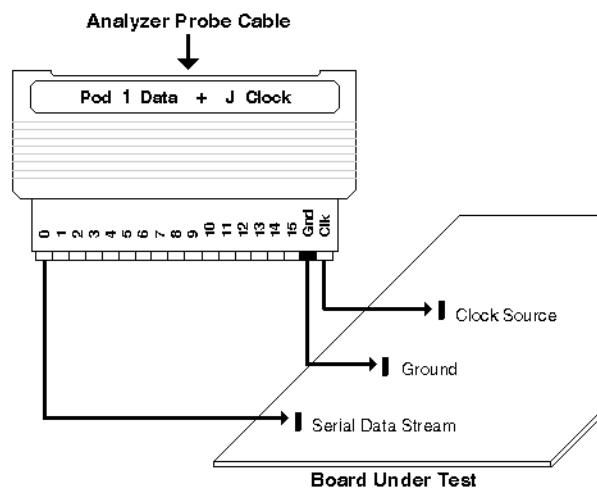 Analyzer Probe Cable
Pod 1 Data + J Clock
0 1 2 3 4 5 6 7 8 9 10 11 12 13 14 15 Gnd Clk
Clock Source
Ground
Serial Data Stream
Board Under Test